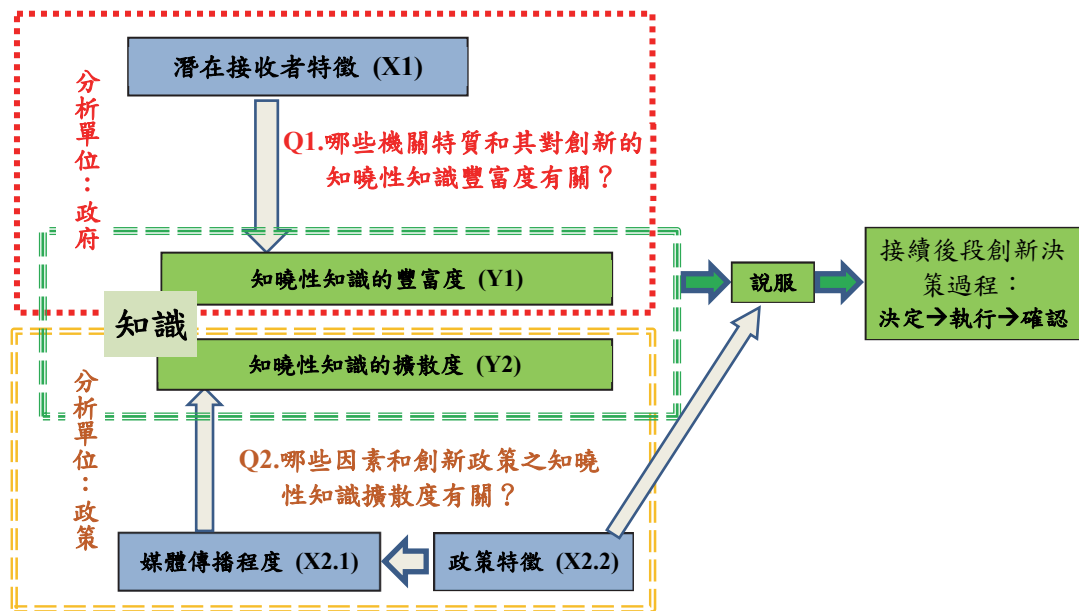 潛在接收者特徵 (X1)
分析單位：政府
Q1.哪些機關特質和其對創新的
知曉性知識豐富度有關？
知曉性知識的豐富度 (Y1)
知識
知曉性知識的擴散度 (Y2)
說服
接續後段創新決
策過程：
決定→執行→確認
分析單位：政策
Q2.哪些因素和創新政策之知曉
性知識擴散度有關？
媒體傳播程度 (X2.1)
政策特徵 (X2.2)